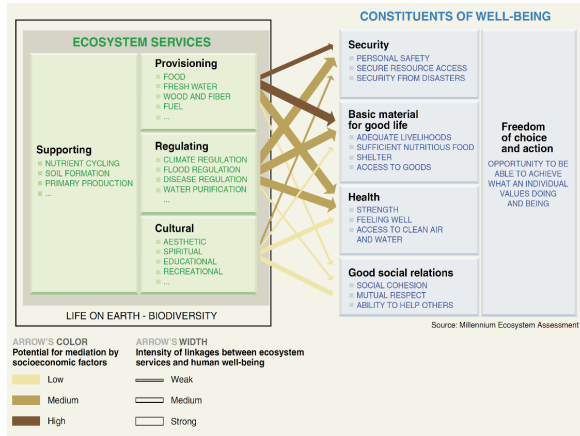 CONSTITUENTS OF WELL-BEING
ECOSYSTEM SERVICES
Supporting
NUTRIENT CYCLING
SOIL FORMATION
PRIMARY PRODUCTION
...
Provisioning
FOOD
FRESH WATER
WOOD AND FIBER
FUEL
...
Regulating
CLIMATE REGULATION
FLOOD REGULATION
DISEASE REGULATION
WATER PURIFICATION
...
Cultural
AESTHETIC
SPIRITUAL
EDUCATIONAL
RECREATIONAL
...
LIFE ON EARTH - BIODIVERSITY
Security
PERSONAL SAFETY
SECURE RESOURCE ACCESS
SECURITY FROM DISASTERS
Basic material
for good life
ADEQUATE LIVELIHOODS
SUFFICIENT NUTRITIOUS FOOD
SHELTER
ACCESS TO GOODS
Health
STRENGTH
FEELING WELL
ACCESS TO CLEAN AIR
AND WATER
Good social relations
SOCIAL COHESION
MUTUAL RESPECT
ABILITY TO HELP OTHERS
Freedom
of choice
and action
OPPORTUNITY TO BE
ABLE TO ACHIEVE
WHAT AN INDIVIDUAL
VALUES DOING
AND BEING
Source: Millennium Ecosystem Assessment
ARROW'S COLOR
Potential for mediation by
socioeconomic factors
Low
Medium
High
ARROW'S WIDTH
Intensity of linkages between ecosystem
services and human well-being
Weak
Medium
Strong